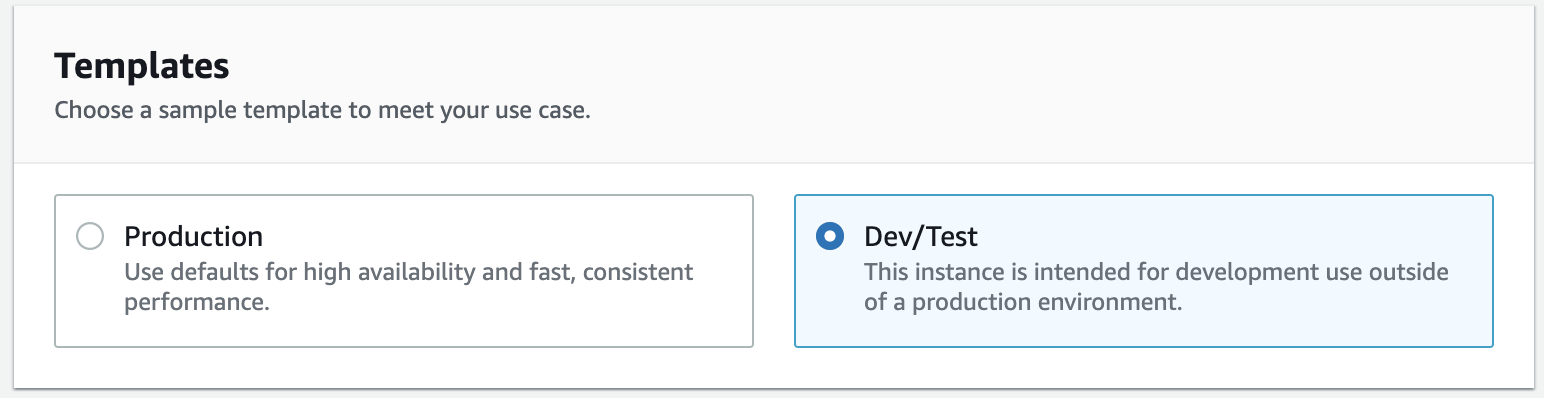 Templates
Choose a sample template to meet your use case.
Production
Use defaults for high availability and fast, consistent
performance.
Dev/Test
This instance is intended for development use outside
of a production environment.